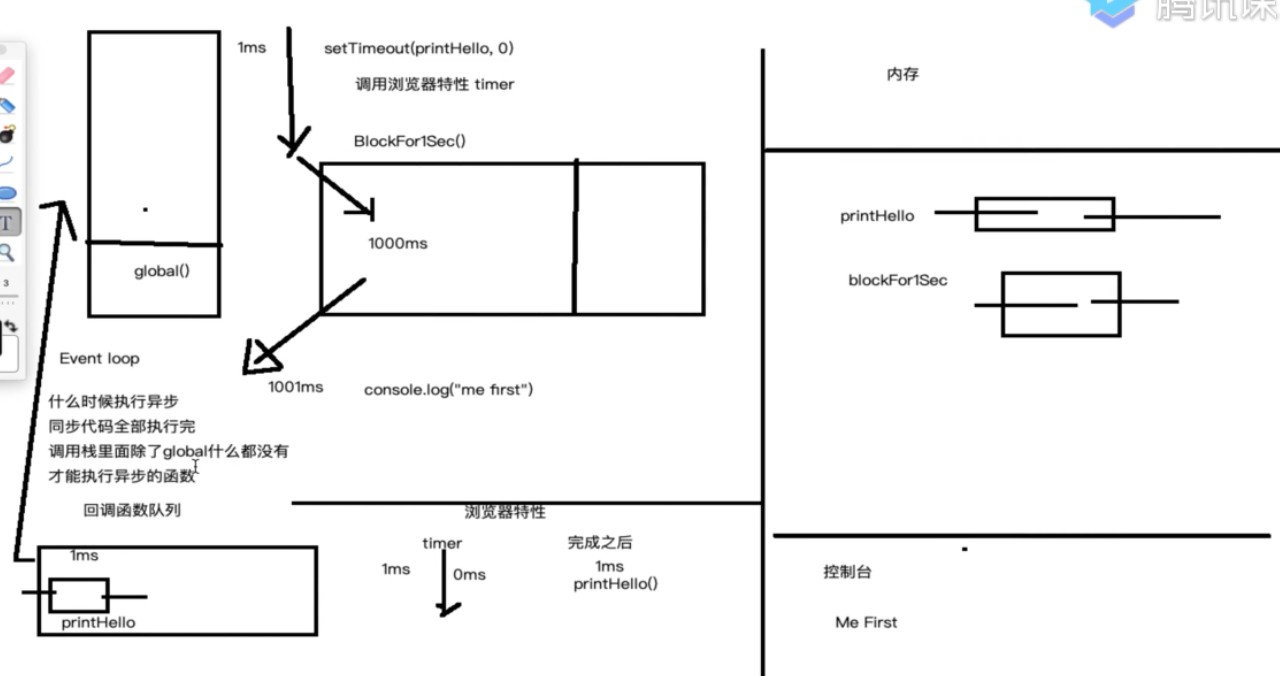 腾讯课
1ms
setTimeout(printHello, 0)
调用浏览器特性 timer
BlockFor1Sec()
1000ms
global()
1001ms
console.log("me first")
Event loop
什么时候执行异步
同步代码全部执行完
调用栈里面除了global什么都没有
才能执行异步的函数
回调函数队列
1ms
printHello
浏览器特性
timer
1ms
0ms
完成之后
1ms
printHello()
内存
printHello
blockFor1Sec
控制台
Me First
T
3